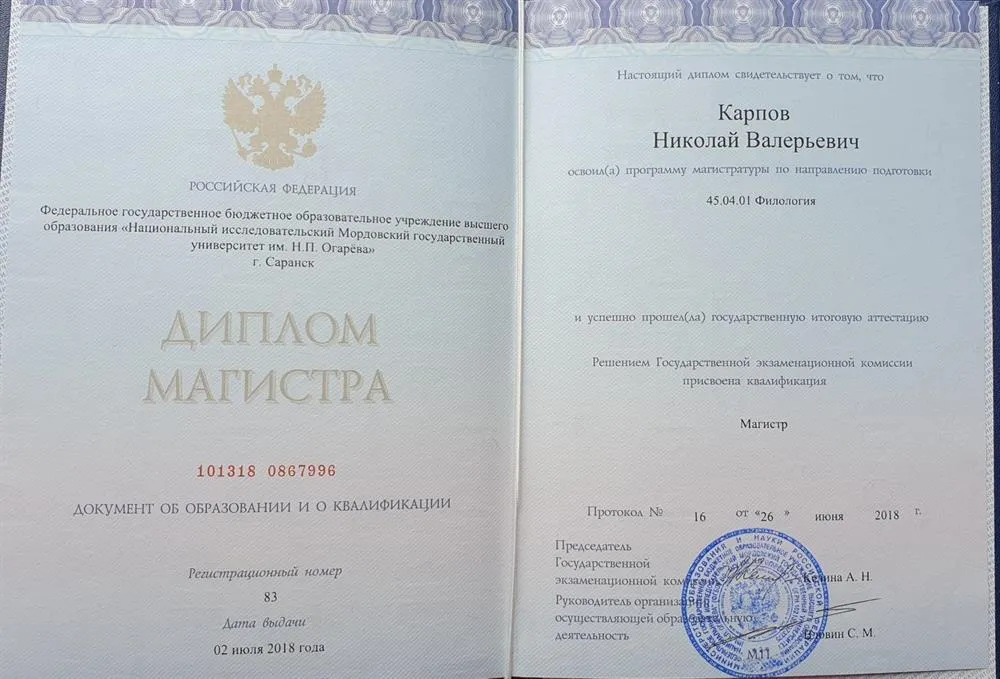 РОССИЙСКАЯ ФЕДЕРАЦИЯ
Федеральное государственное бюджетное образовательное учреждение высшего
образования «Национальный исследовательский Мордовский государственный
университет им. Н.П. Огарёва»
г. Саранск
ДИПЛОМ
МАГИСТРА
101318 0867996
ДОКУМЕНТ ОБ ОБРАЗОВАНИИ И О КВАЛИФИКАЦИИ
Регистрационный номер
83
Дата выдачи
02 июля 2018 года
Настоящий диплом свидетельствует о том, что
Карпов
Николай Валерьевич
освоил(а) программу магистратуры по направлению подготовки
45.04.01 Филология
и успешно прошел(ла) государственную итоговую аттестацию
Решением Государственной экзаменационной комиссии
присвоена квалификация
Магистр
Протокол № 16 от «26 » июня 2018 г.
Председатель
Государственной
экзаменационной А. Н.
Руководитель
осуществляющей
деятельность С. М.
М.П.